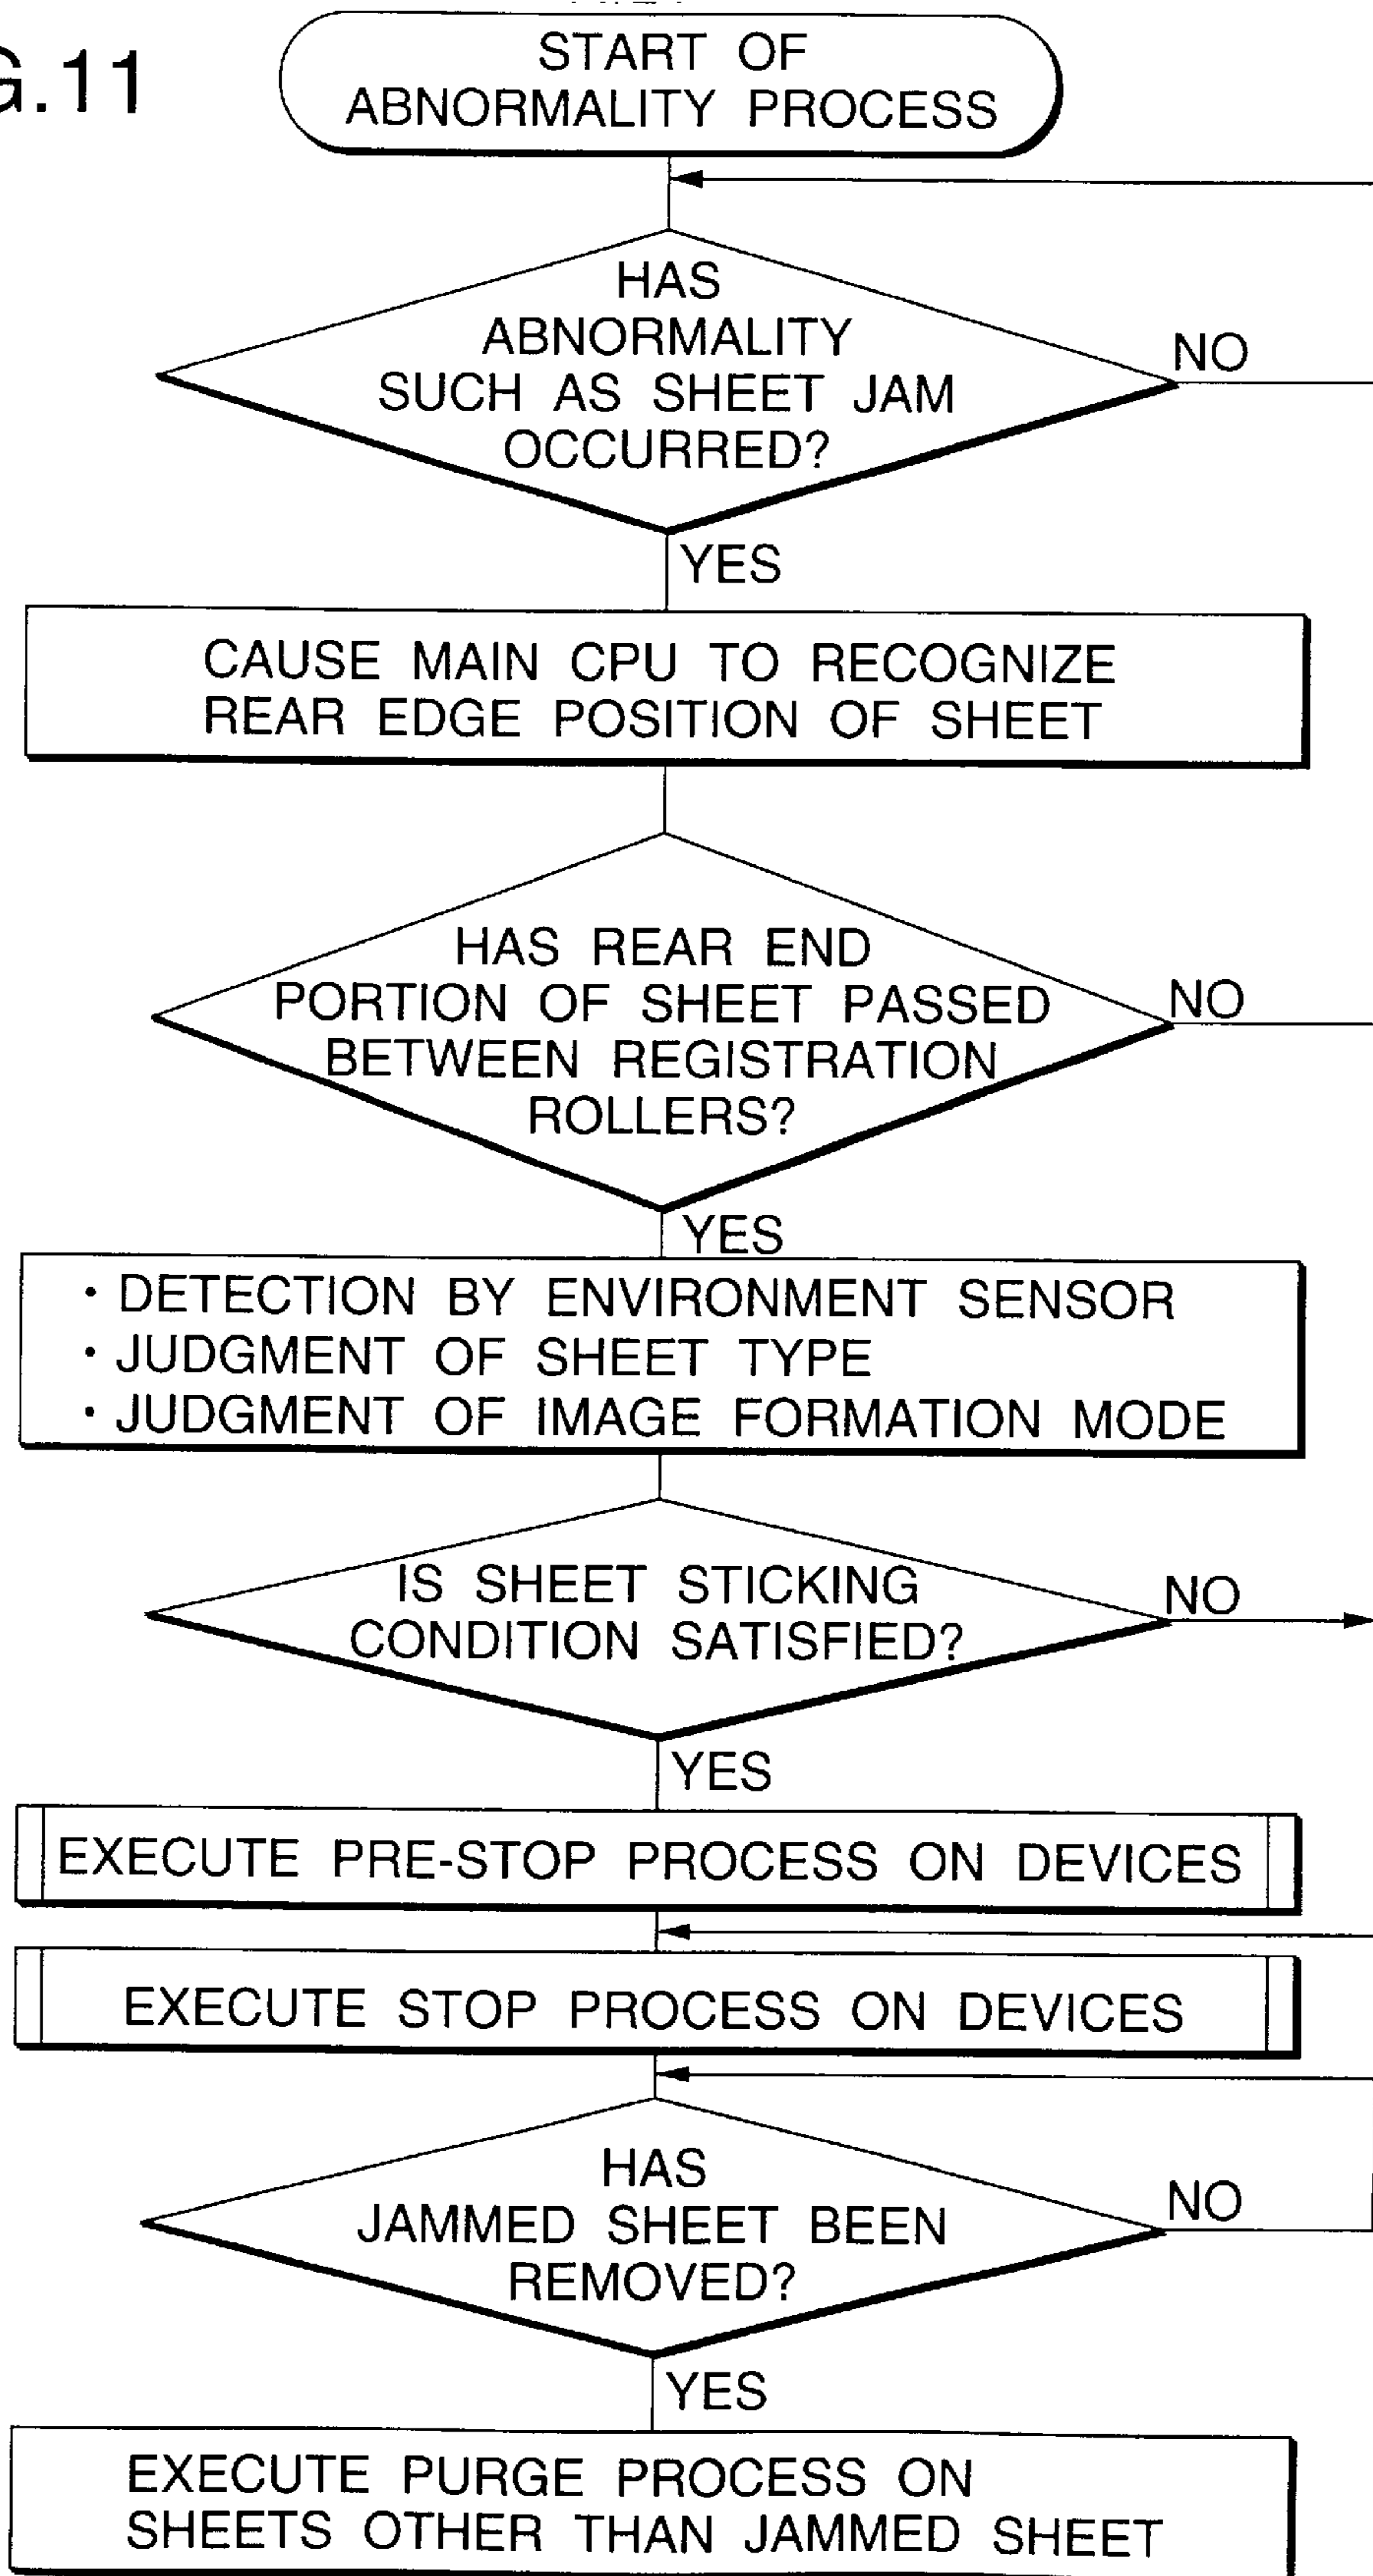 G.11
START OF
ABNORMALITY PROCESS
HAS
ABNORMALITY
SUCH AS SHEET JAM
OCCURRED?
NO
YES
CAUSE MAIN CPU TO RECOGNIZE
REAR EDGE POSITION OF SHEET
HAS REAR END
PORTION OF SHEET PASSED
BETWEEN REGISTRATION
ROLLERS?
NO
YES
· DETECTION BY ENVIRONMENT SENSOR
· JUDGMENT OF SHEET TYPE
· JUDGMENT OF IMAGE FORMATION MODE
IS SHEET STICKING
CONDITION SATISFIED?
NO
YES
EXECUTE PRE-STOP PROCESS ON DEVICES
EXECUTE STOP PROCESS ON DEVICES
HAS
JAMMED SHEET BEEN
REMOVED?
NO
YES
EXECUTE PURGE PROCESS ON
SHEETS OTHER THAN JAMMED SHEET